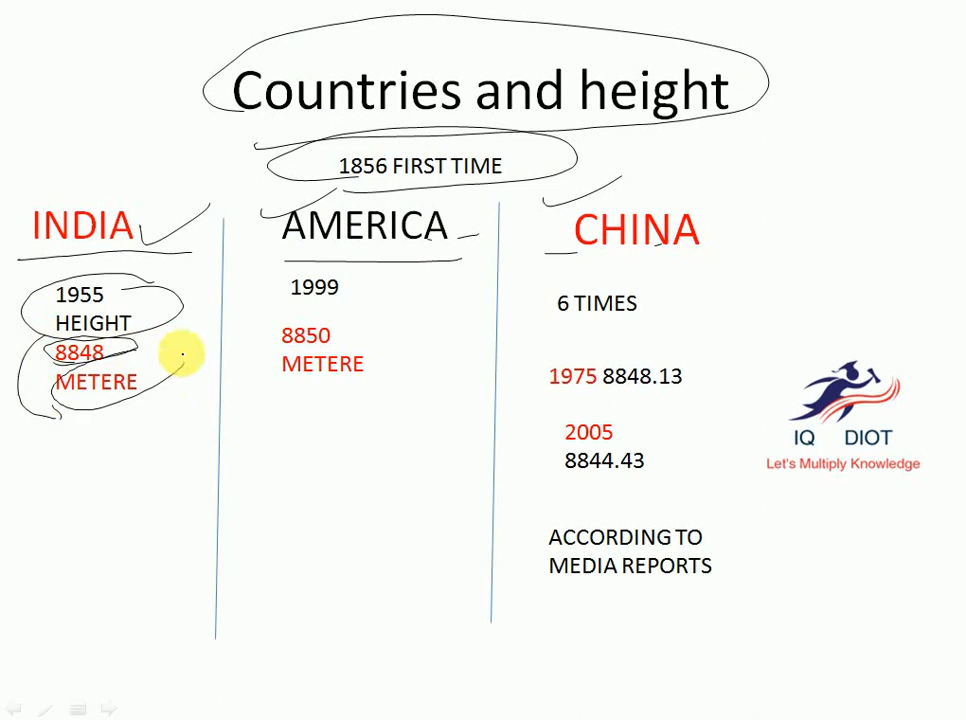 Countries and height
1856 FIRST TIME
INDIA
1955
HEIGHT
8848
METERE
AMERICA
1999
8850
METERE
CHINA
6 TIMES
1975 8848.13
2005
8844.43
ACCORDING TO
MEDIA REPORTS
IQ DIOT
Let's Multiply Knowledge